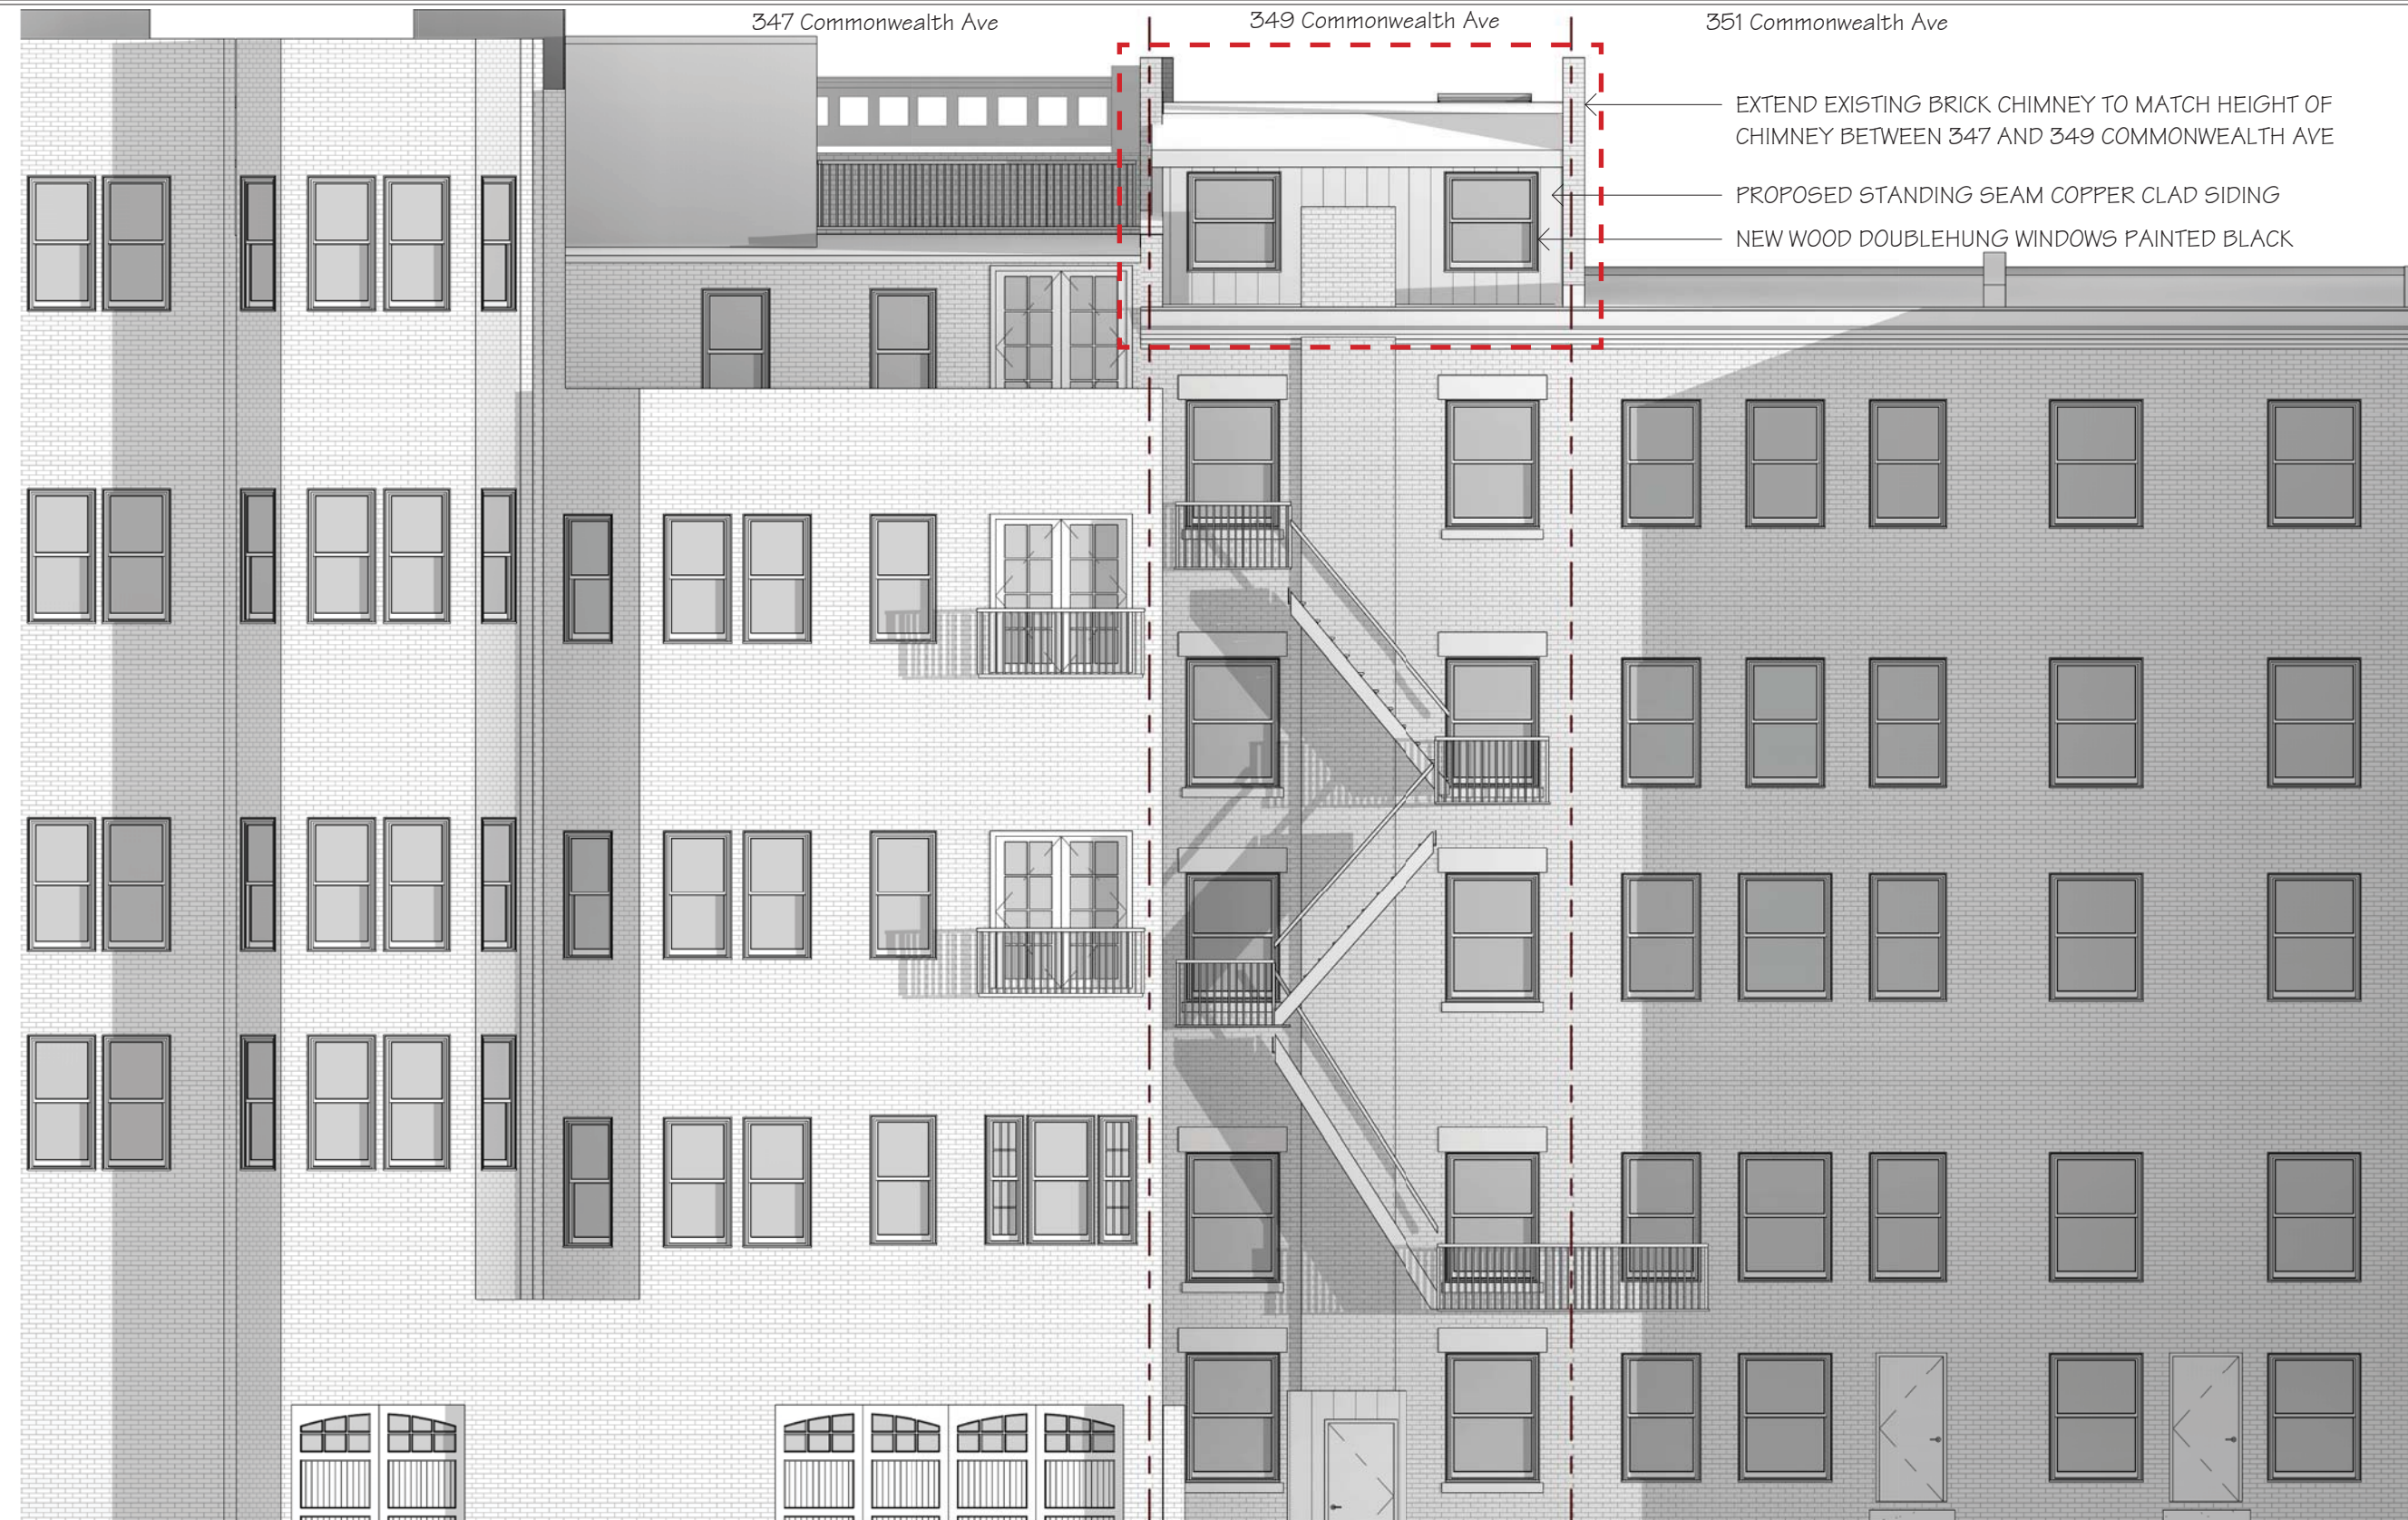 347 Commonwealth Ave
349 Commonwealth Ave
351 Commonwealth Ave
EXTEND EXISTING BRICK CHIMNEY TO MATCH HEIGHT OF
CHIMNEY BETWEEN 347 AND 349 COMMONWEALTH AVE
PROPOSED STANDING SEAM COPPER CLAD SIDING
NEW WOOD DOUBLEHUNG WINDOWS PAINTED BLACK